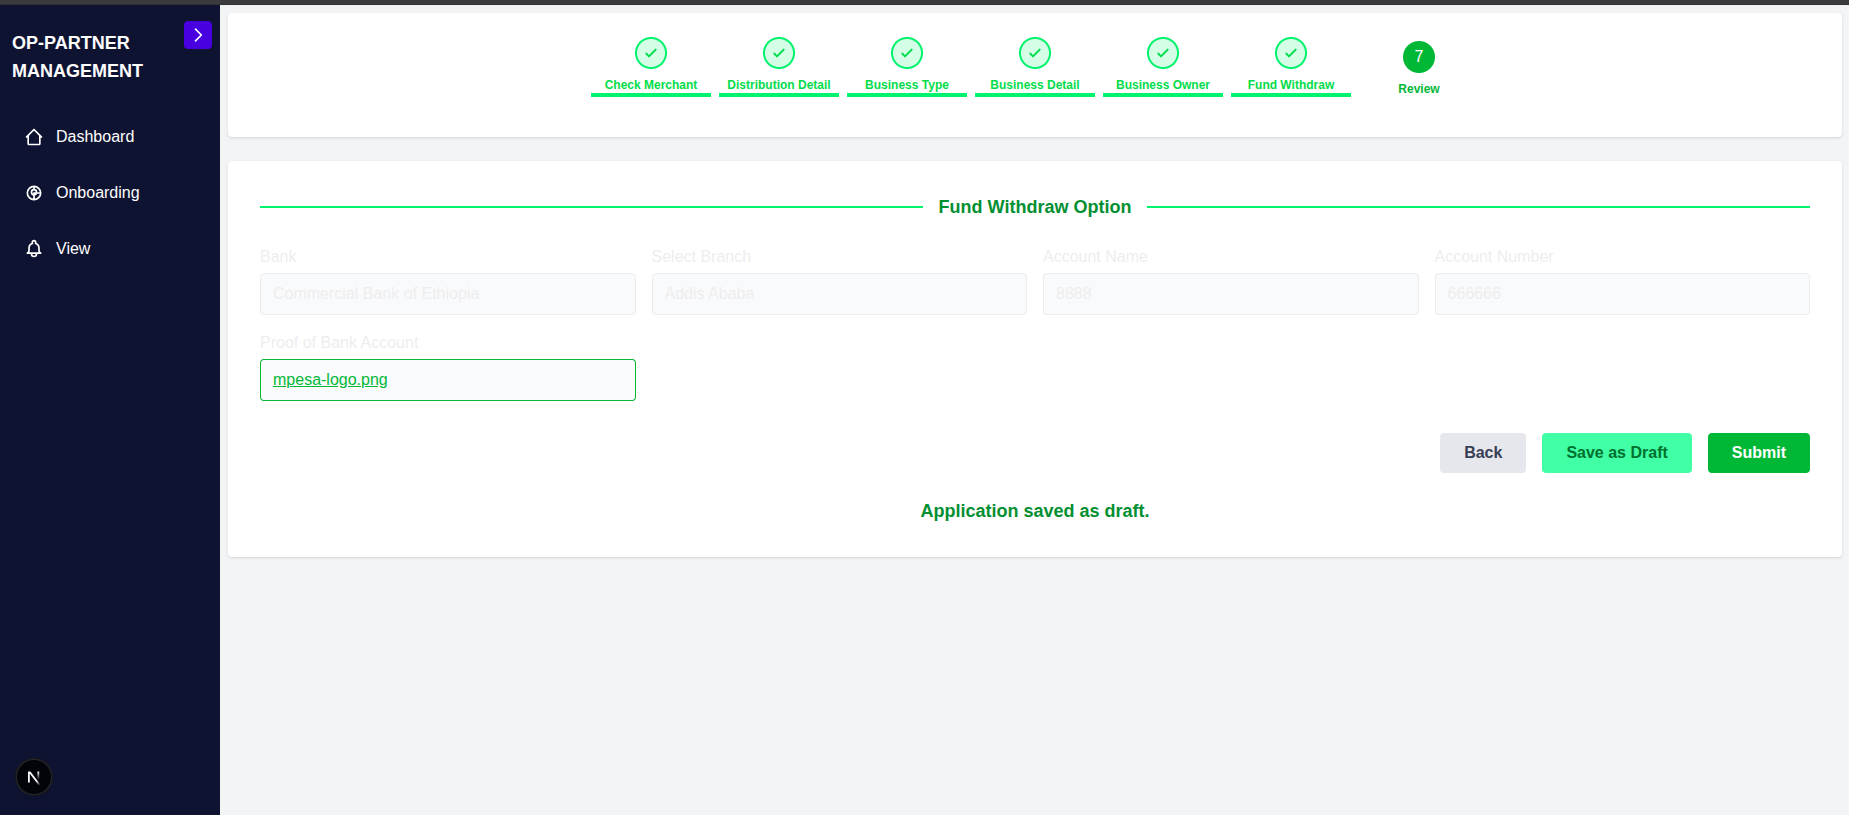 OP-PARTNER
MANAGEMENT
Dashboard
Onboarding
View
Check Merchant
Distribution Detail
Business Type
Business Detail
Business Owner
Fund Withdraw
7
Review
Fund Withdraw Option
Bank
Select Branch
Account Name
Account Number
Commercial Bank of Ethiopia
Addis Ababa
8888
666666
Proof of Bank Account
mpesa-logo.png
Back
Save as Draft
Submit
Application saved as draft.
N